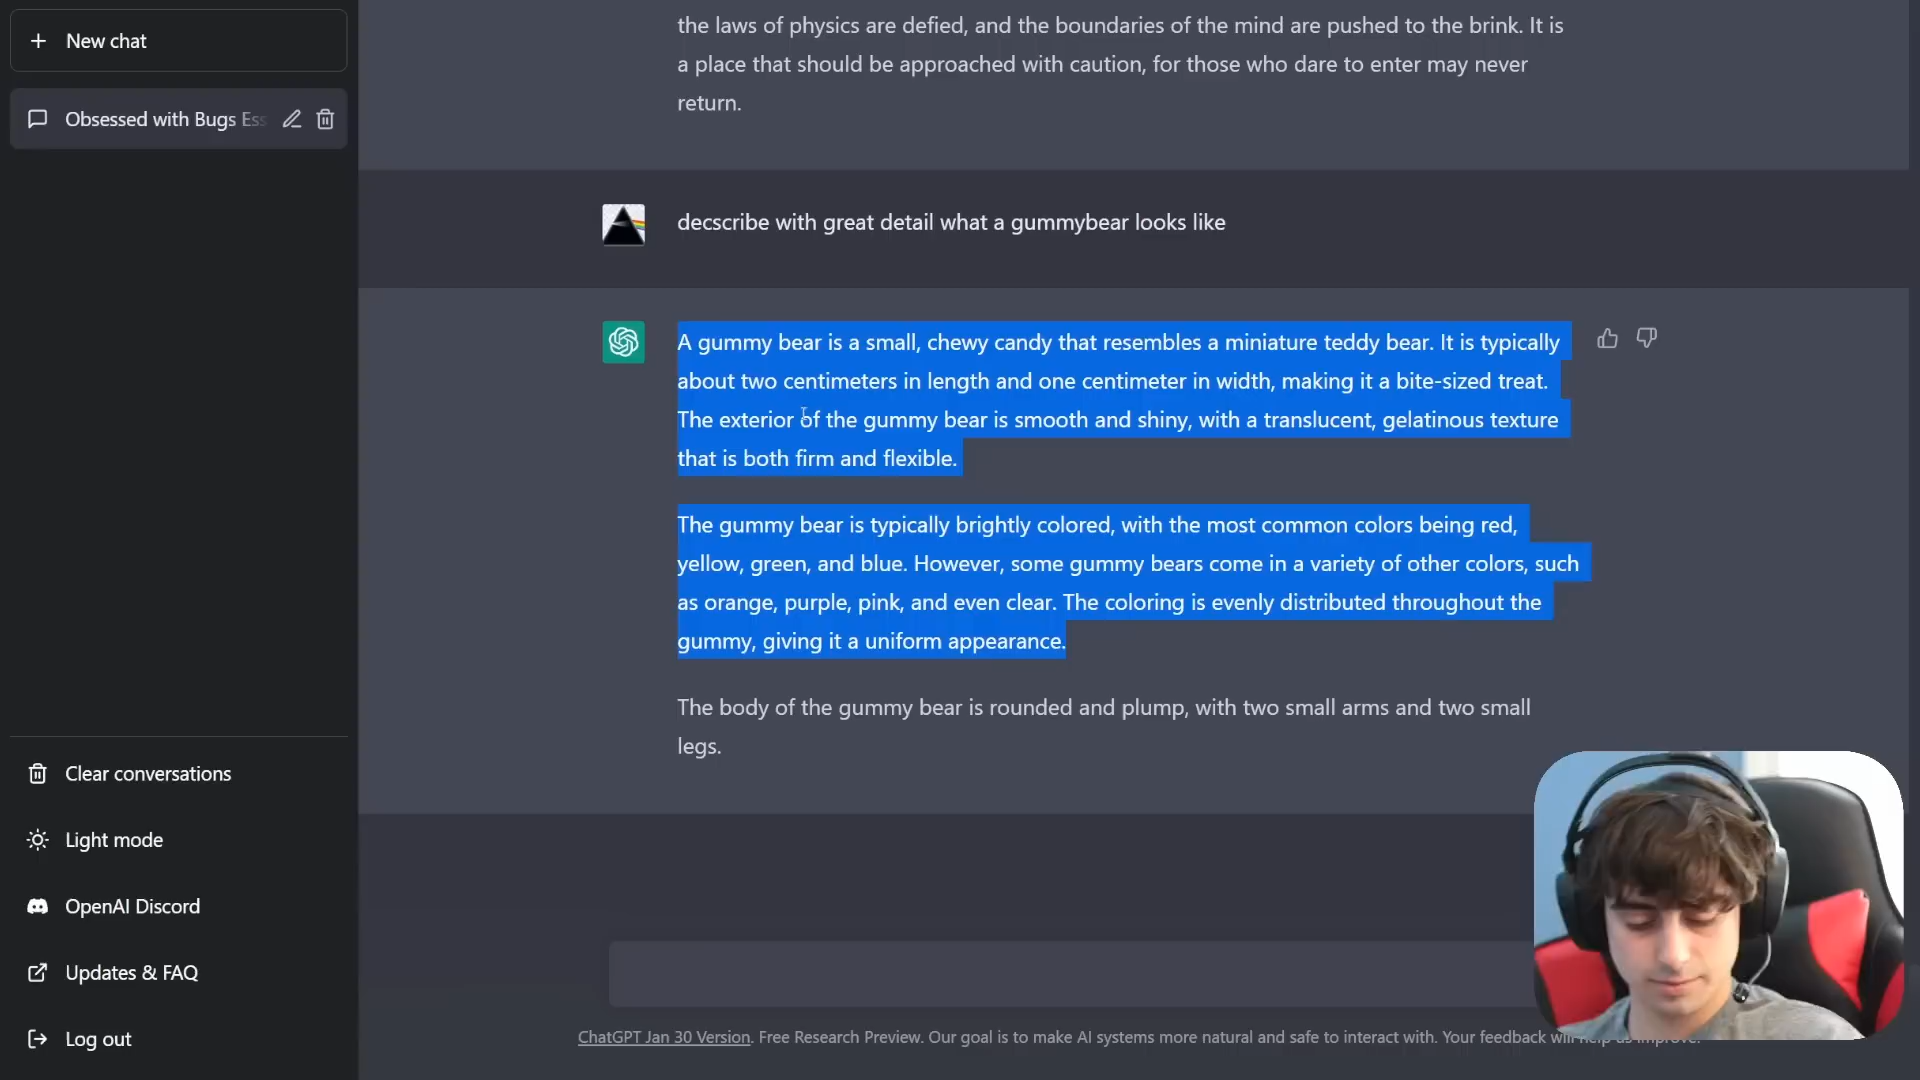 New chat
Obsessed with Bugs Ess
the laws of physics are defied, and the boundaries of the mind are pushed to the brink. It is
a place that should be approached with caution, for those who dare to enter may never
return.
decscribe with great detail what a gummybear looks like
A gummy bear is a small, chewy candy that resembles a miniature teddy bear. It is typically
about two centimeters in length and one centimeter in width, making it a bite-sized treat.
The exterior of the gummy bear is smooth and shiny, with a translucent, gelatinous texture
that is both firm and flexible.
The gummy bear is typically brightly colored, with the most common colors being red,
yellow, green, and blue. However, some gummy bears come in a variety of other colors, such
as orange, purple, pink, and even clear. The coloring is evenly distributed throughout the
gummy, giving it a uniform appearance.
The body of the gummy bear is rounded and plump, with two small arms and two small
legs.
Clear conversations
Light mode
OpenAI Discord
Updates & FAQ
Log out
ChatGPT Jan 30 Version. Free Research Preview. Our goal is to make AI systems more natural and safe to interact with. Your feedback will help us improve.